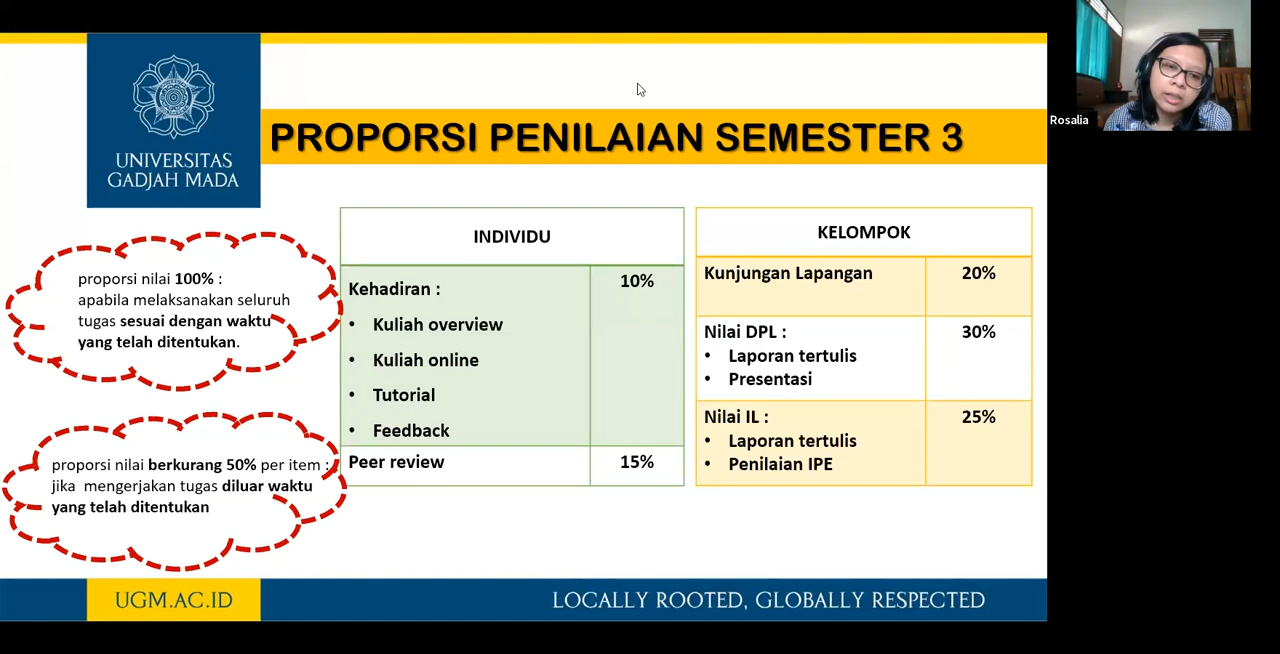 UNIVERSITAS
GADJAH MADA
PROPORSI PENILAIAN SEMESTER 3
Rosalia
proporsi nilai 100% :
apabila melaksanakan seluruh
tugas sesuai dengan waktu
yang telah ditentukan.
proporsi nilai berkurang 50% per item :
jika mengerjakan tugas diluar waktu
yang telah ditentukan
INDIVIDU
Kehadiran : 10%
• Kuliah overview
• Kuliah online
• Tutorial
• Feedback
Peer review 15%
KELOMPOK
Kunjungan Lapangan 20%
Nilai DPL : 30%
• Laporan tertulis
• Presentasi
Nilai IL : 25%
• Laporan tertulis
• Penilaian IPE
UGM.AC.ID
LOCALLY ROOTED, GLOBALLY RESPECTED